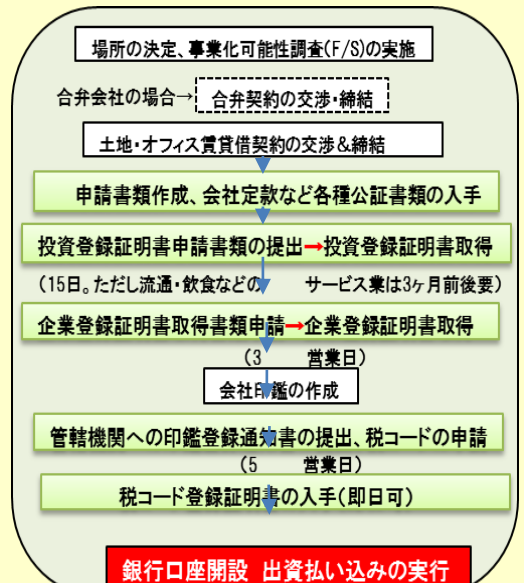 場所の決定、事業化可能性調査(F/S)の実施
合弁会社の場合→ 合弁契約の交渉・締結
土地・オフィス賃貸借契約の交渉&締結
申請書類作成、会社定款など各種公証書類の入手
投資登録証明書申請書類の提出→投資登録証明書取得
(15日。ただし流通・飲食などの サービス業は3ヶ月前後要)
企業登録証明書取得書類申請→企業登録証明書取得
(3 営業日)
会社印鑑の作成
管轄機関への印鑑登録通知書の提出、税コードの申請
(5 営業日)
税コード登録証明書の入手(即日可)
銀行口座開設 出資払い込みの実行